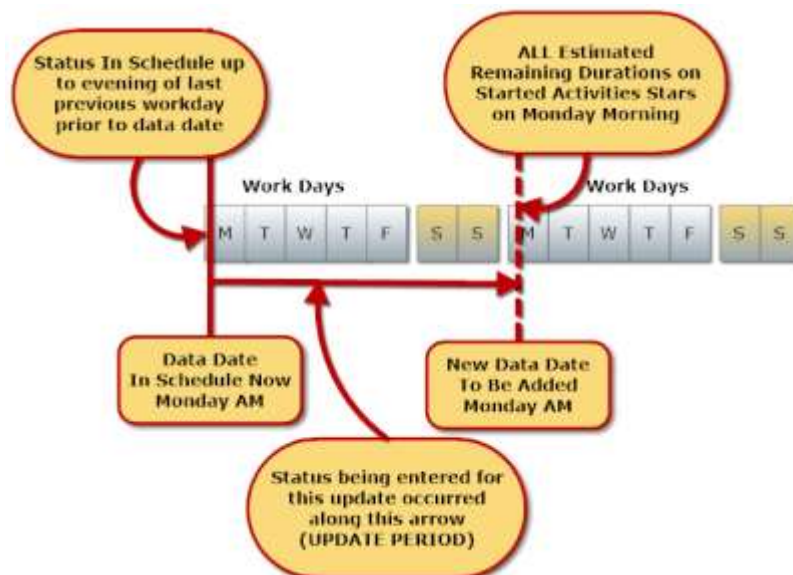 Status In Schedule up
to evening of last
previous workday
prior to data date
ALL Estimated
Remaining Durations on
Started Activities Stars
on Monday Morning
Work Days
Work Days
M T W T F S S M T W T F S S
Data Date
In Schedule Now
Monday AM
New Data Date
To Be Added
Monday AM
Status being entered for
this update occurred
along this arrow
(UPDATE PERIOD)